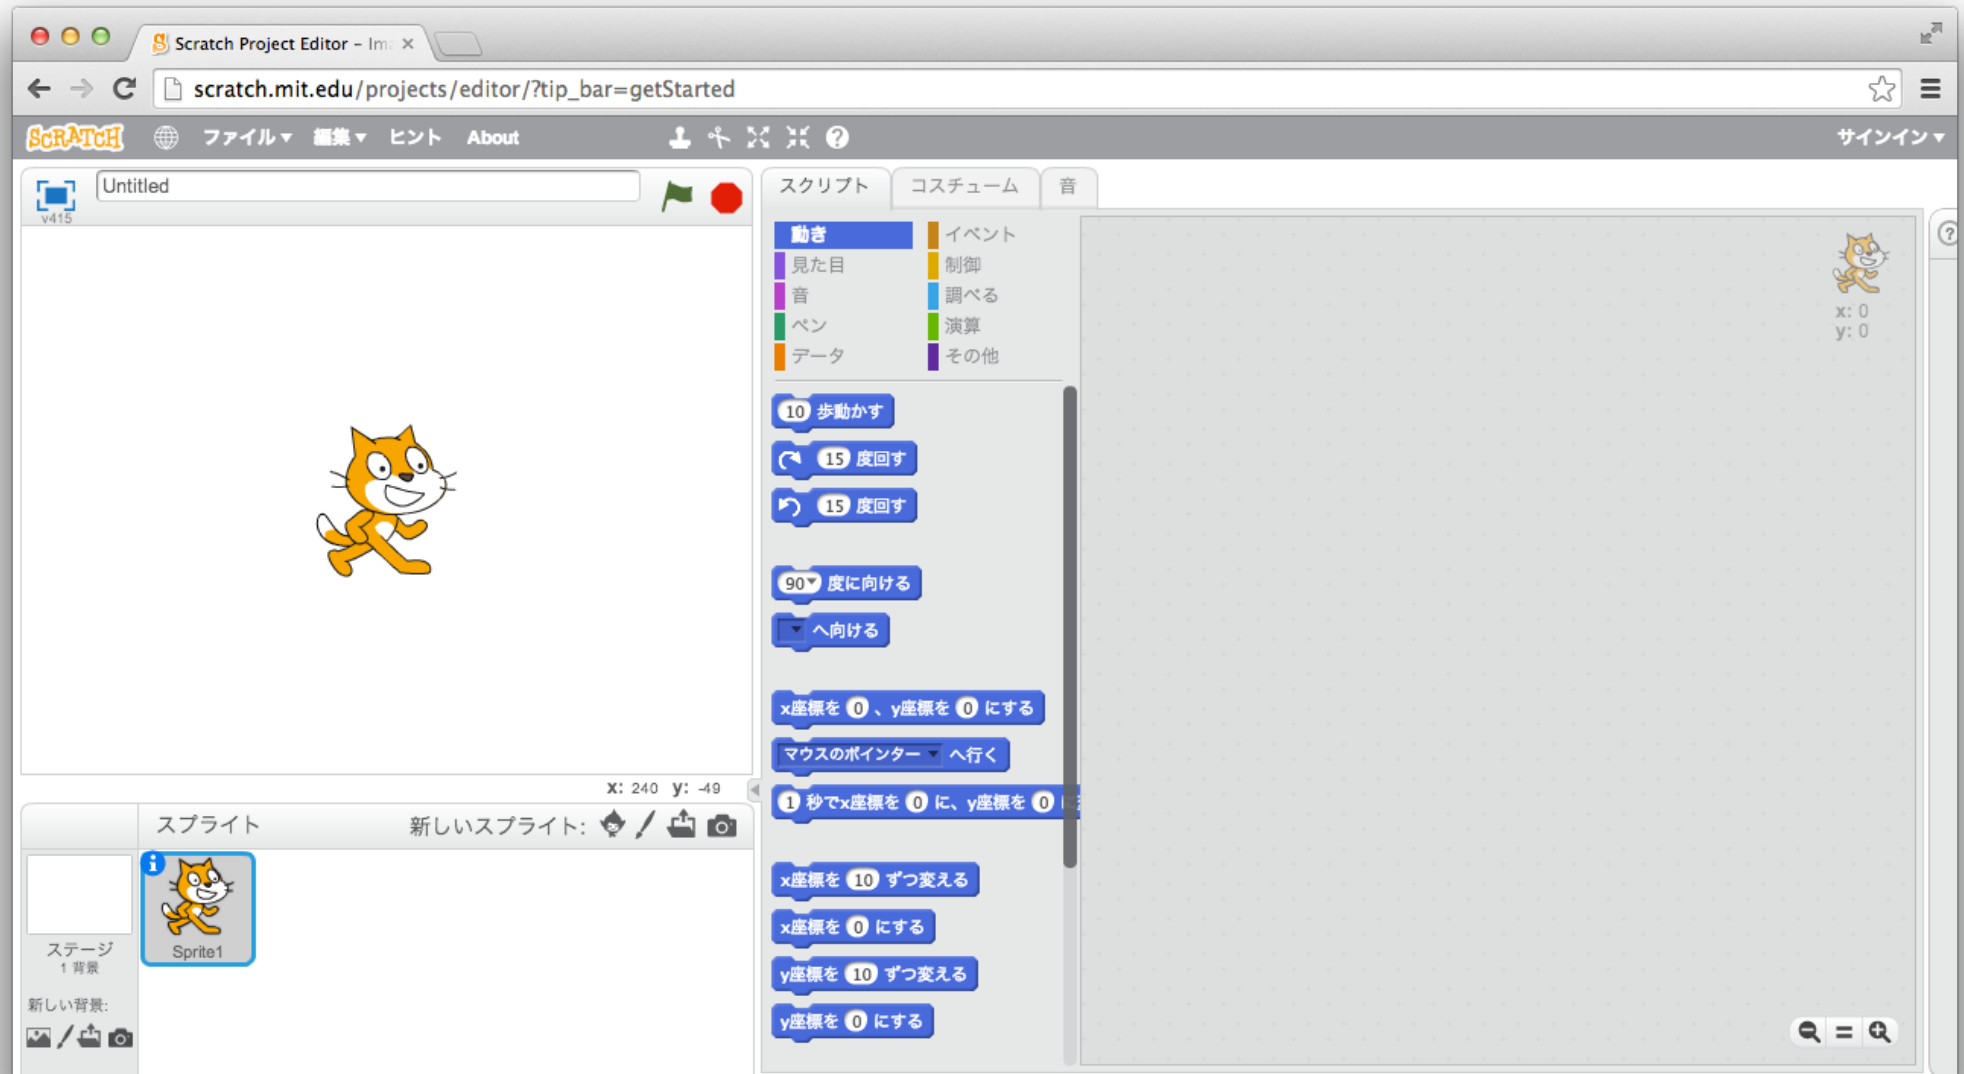 Scratch Project Editor – Im
scratch.mit.edu/projects/editor/?tip_bar=getStarted
SCRATCH ファイル 編集 ヒント About サインイン
Untitled
v415
スクリプト コスチューム 音
動き イベント
見た目 制御
音 調べる
ペン 演算
データ その他
x: 0
y: 0
10 歩動かす
15 度回す
15 度回す
90 度に向ける
へ向ける
x座標を 0 、y座標を 0 にする
マウスのポインター へ行く
1 秒でx座標を 0 に、y座標を 0 に
x座標を 10 ずつ変える
x座標を 0 にする
y座標を 10 ずつ変える
y座標を 0 にする
x: 240 y: -49
スプライト 新しいスプライト:
Sprite1
ステージ
1 背景
新しい背景: